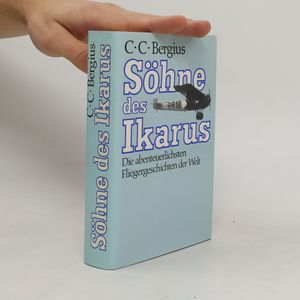 C·C·Bergius
Söhne
des
Ikarus
Die abenteuerlichsten
Fliegergeschichten der Welt
C·C·Bergius
Söhne des Ikarus